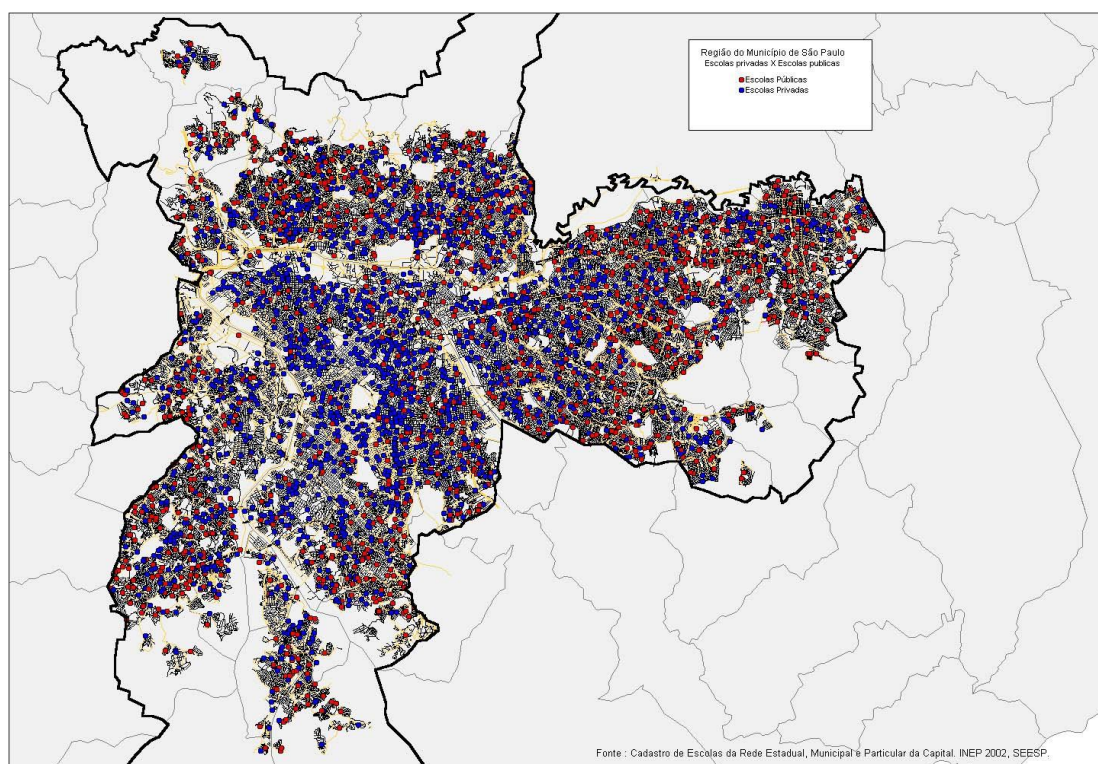 Região do Município de São Paulo
Escolas privadas X Escolas publicas
Escolas Públicas
Escolas Privadas
Fonte : Cadastro de Escolas da Rede Estadual, Municipal e Particular da Capital. INEP 2002, SEESP.